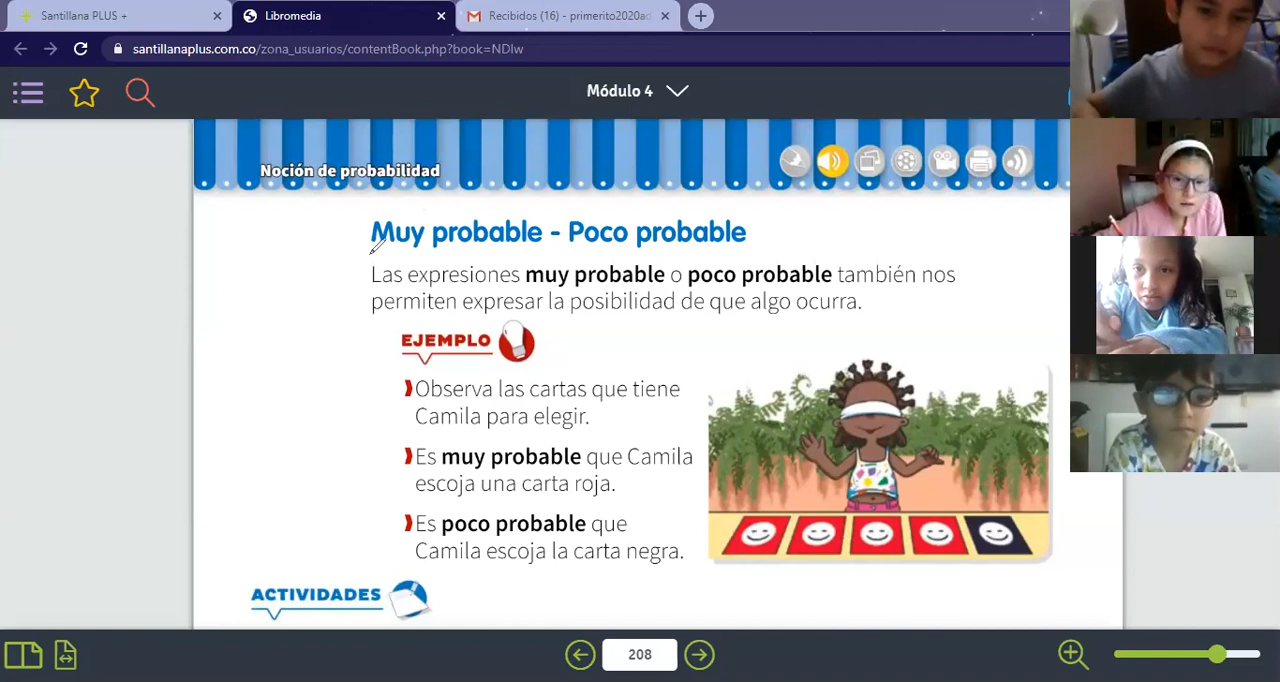 Santillana PLUS +
Libromedia
Recibidos (16) - primerito2020ad
santillanaplus.com.co/zona_usuarios/contentBook.php?book=NDIw
Módulo 4
Noción de probabilidad
Muy probable - Poco probable
Las expresiones muy probable o poco probable también nos
permiten expresar la posibilidad de que algo ocurra.
EJEMPLO
Observa las cartas que tiene
Camila para elegir.
Es muy probable que Camila
escoja una carta roja.
Es poco probable que
Camila escoja la carta negra.
ACTIVIDADES
208